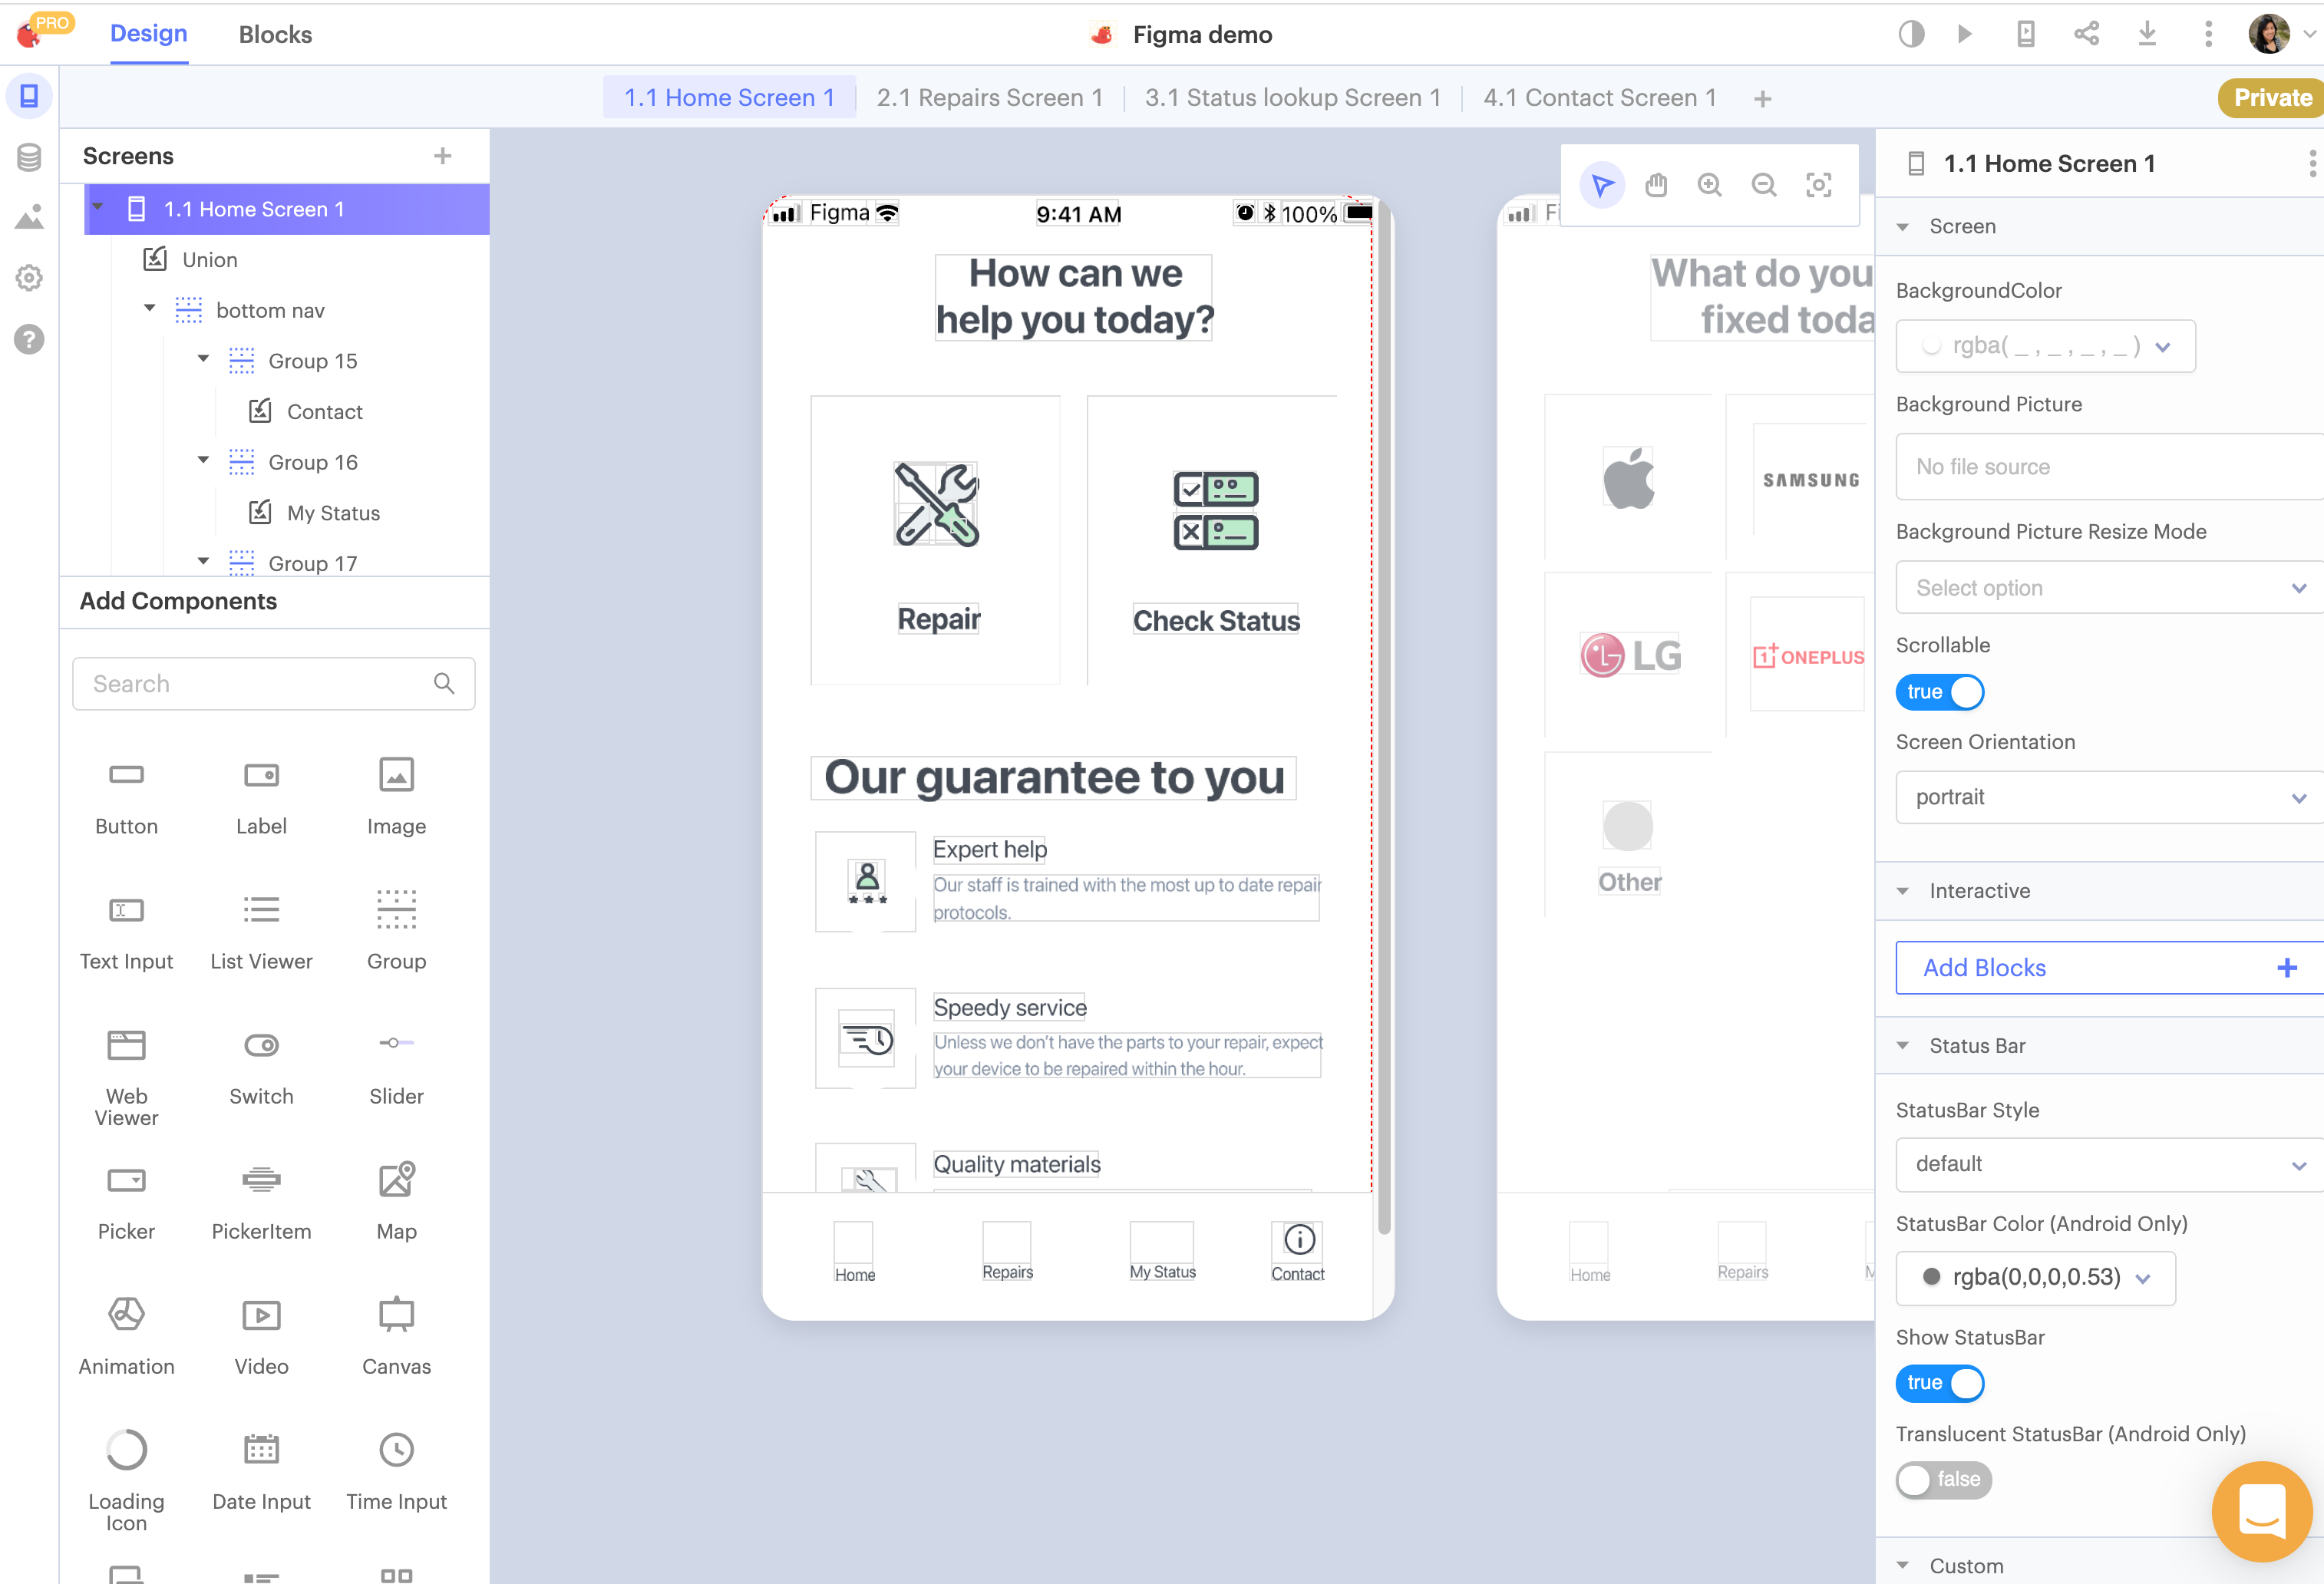 PRO
Design
Blocks
Figma demo
1.1 Home Screen 1
2.1 Repairs Screen 1
3.1 Status lookup Screen 1
4.1 Contact Screen 1
Private
Screens
1.1 Home Screen 1
Union
bottom nav
Group 15
Contact
Group 16
My Status
Group 17
Add Components
Search
Button
Label
Image
Text Input
List Viewer
Group
Web
Viewer
Switch
Slider
Picker
PickerItem
Map
Animation
Video
Canvas
Loading
Icon
Date Input
Time Input
Figma
9:41 AM
100%
How can we
help you today?
Repair
Check Status
Our guarantee to you
Expert help
Our staff is trained with the most up to date repair
protocols.
Speedy service
Unless we don't have the parts to your repair, expect
your device to be repaired within the hour.
Quality materials
Home
Repairs
My Status
Contact
Fi
What do you
fixed toda
SAMSUNG
LG
1+ ONEPLUS
Other
Home
Repairs
M
1.1 Home Screen 1
Screen
BackgroundColor
rgba( _ , _ , _ , _ )
Background Picture
No file source
Background Picture Resize Mode
Select option
Scrollable
true
Screen Orientation
portrait
Interactive
Add Blocks
Status Bar
StatusBar Style
default
StatusBar Color (Android Only)
rgba(0,0,0,0.53)
Show StatusBar
true
Translucent StatusBar (Android Only)
false
Custom